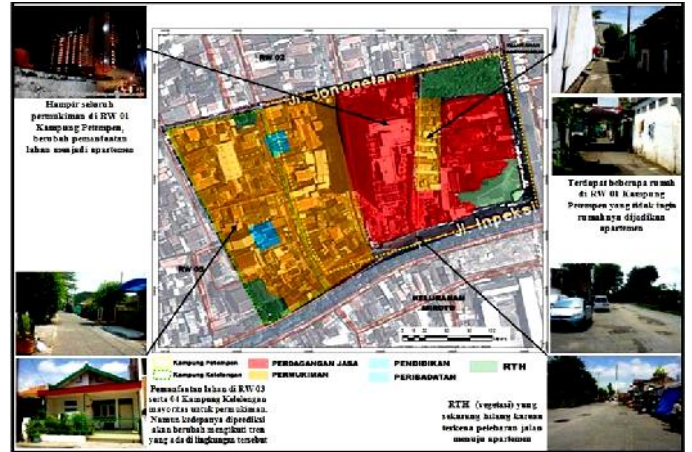 RW 02
Jl Jonggetan
Jl Inpeksi
RW 05
KELURAHAN
Hampir seluruh
permukiman di RW 01
Kampung Petempen,
berubah pemanfaatan
lahan menjadi apartemen
Terdapat beberapa rumah
di RW 01 Kampung
Petempen yang tidak ingin
rumahnya dijadikan
apartemen
Kampung Petempen
Kampung Kelelengan
PERDAGANGAN JASA
PERMUKIMAN
PENDIDIKAN
PERIBADATAN
RTH
Pemanfaatan lahan di RW 03
serta 04 Kampung Kelelengan
mayoritas untuk permukiman.
Namun kedepannya diprediksi
akan berubah mengikuti tren
yang ada di lingkungan tersebut
RTH (vegetasi) yang
sekarang hilang karena
terkena pelebaran jalan
menuju apartemen